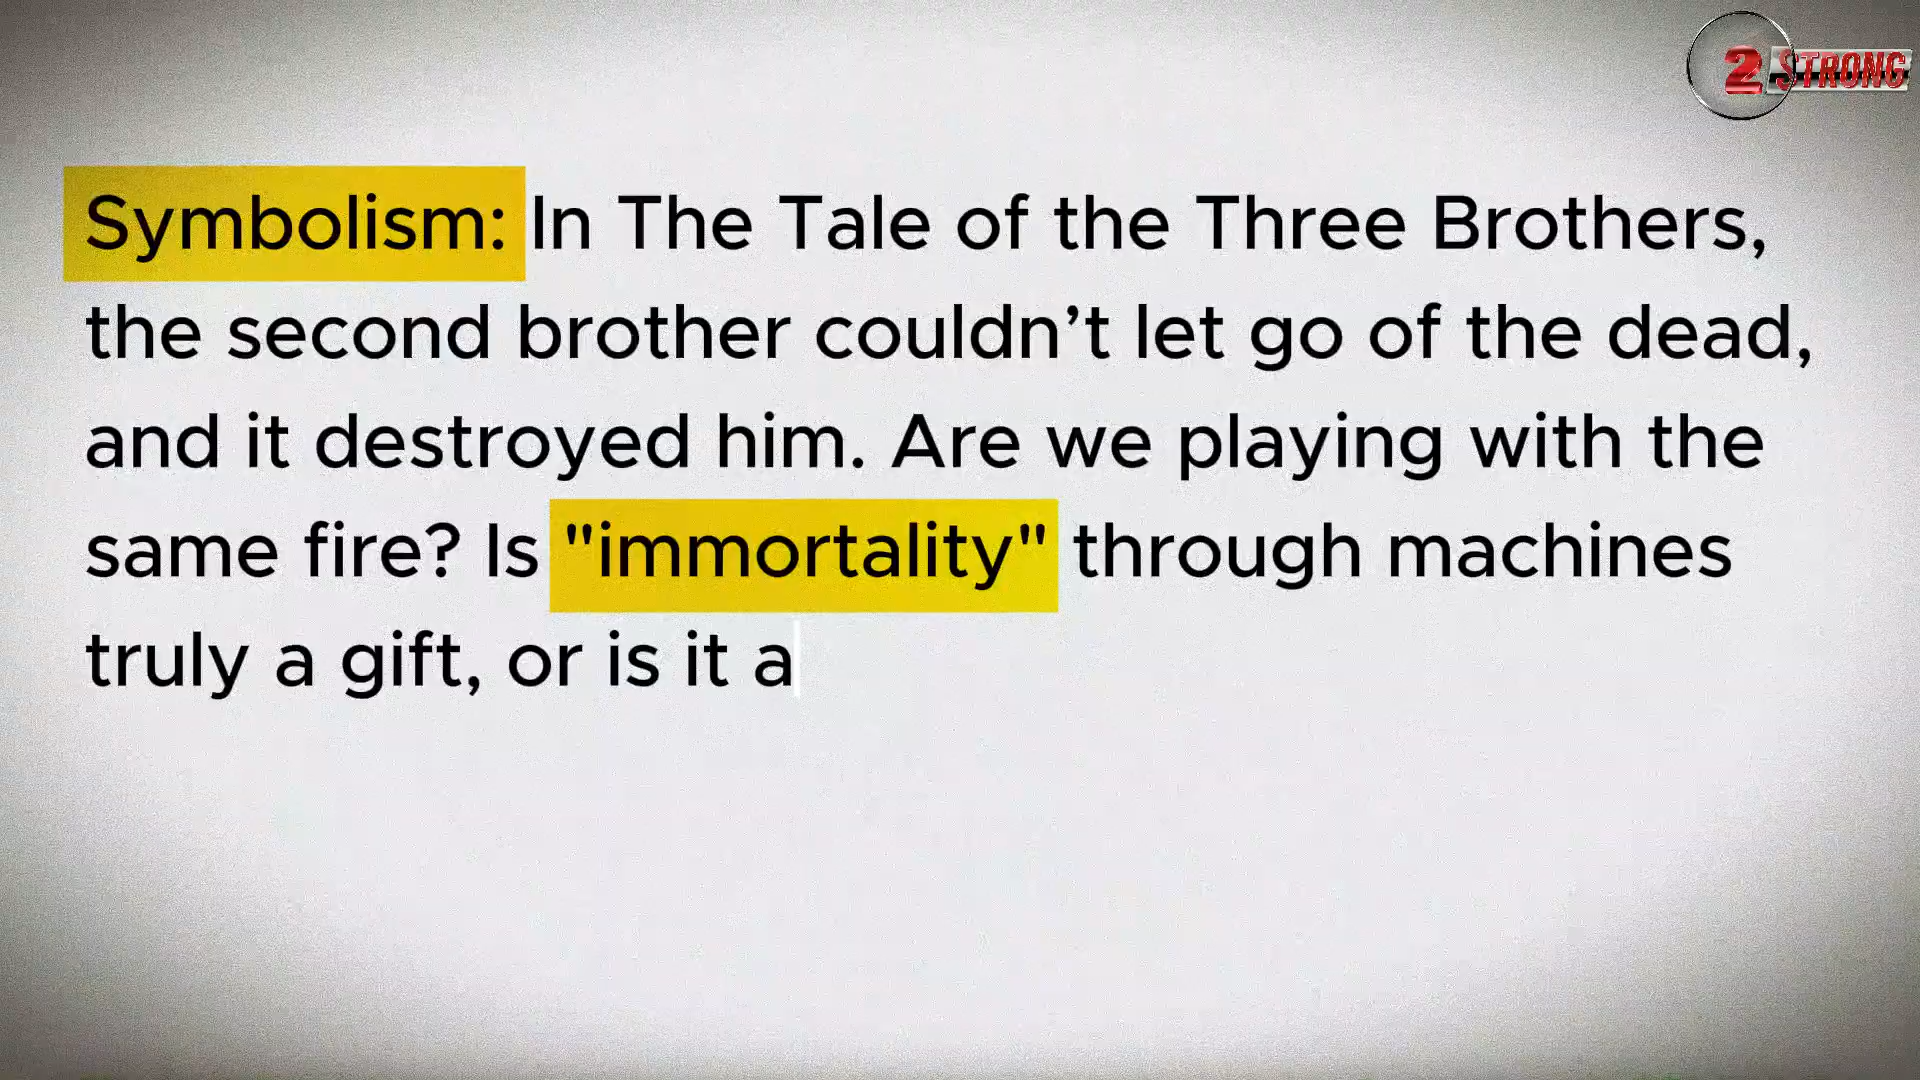 2 STRONG
Symbolism: In The Tale of the Three Brothers,
the second brother couldn’t let go of the dead,
and it destroyed him. Are we playing with the
same fire? Is "immortality" through machines
truly a gift, or is it a